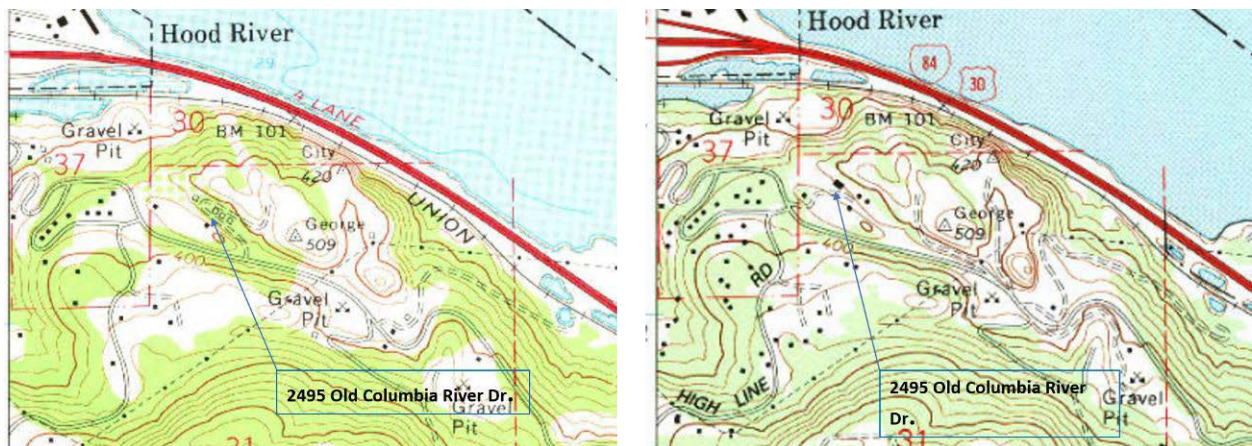 Hood River
29
4 LANE
30
Gravel
Pit
BM 101
City
420
37
UNION
George
509
400
Gravel
Pit
2495 Old Columbia River Dr.
Gravel
Pit
31
Hood River
84
30
30
Gravel
Pit
BM 101
City
420
37
George
509
400
RD
Gravel
Pit
HIGH LINE
2495 Old Columbia River
Dr.
Gravel
Pit
31